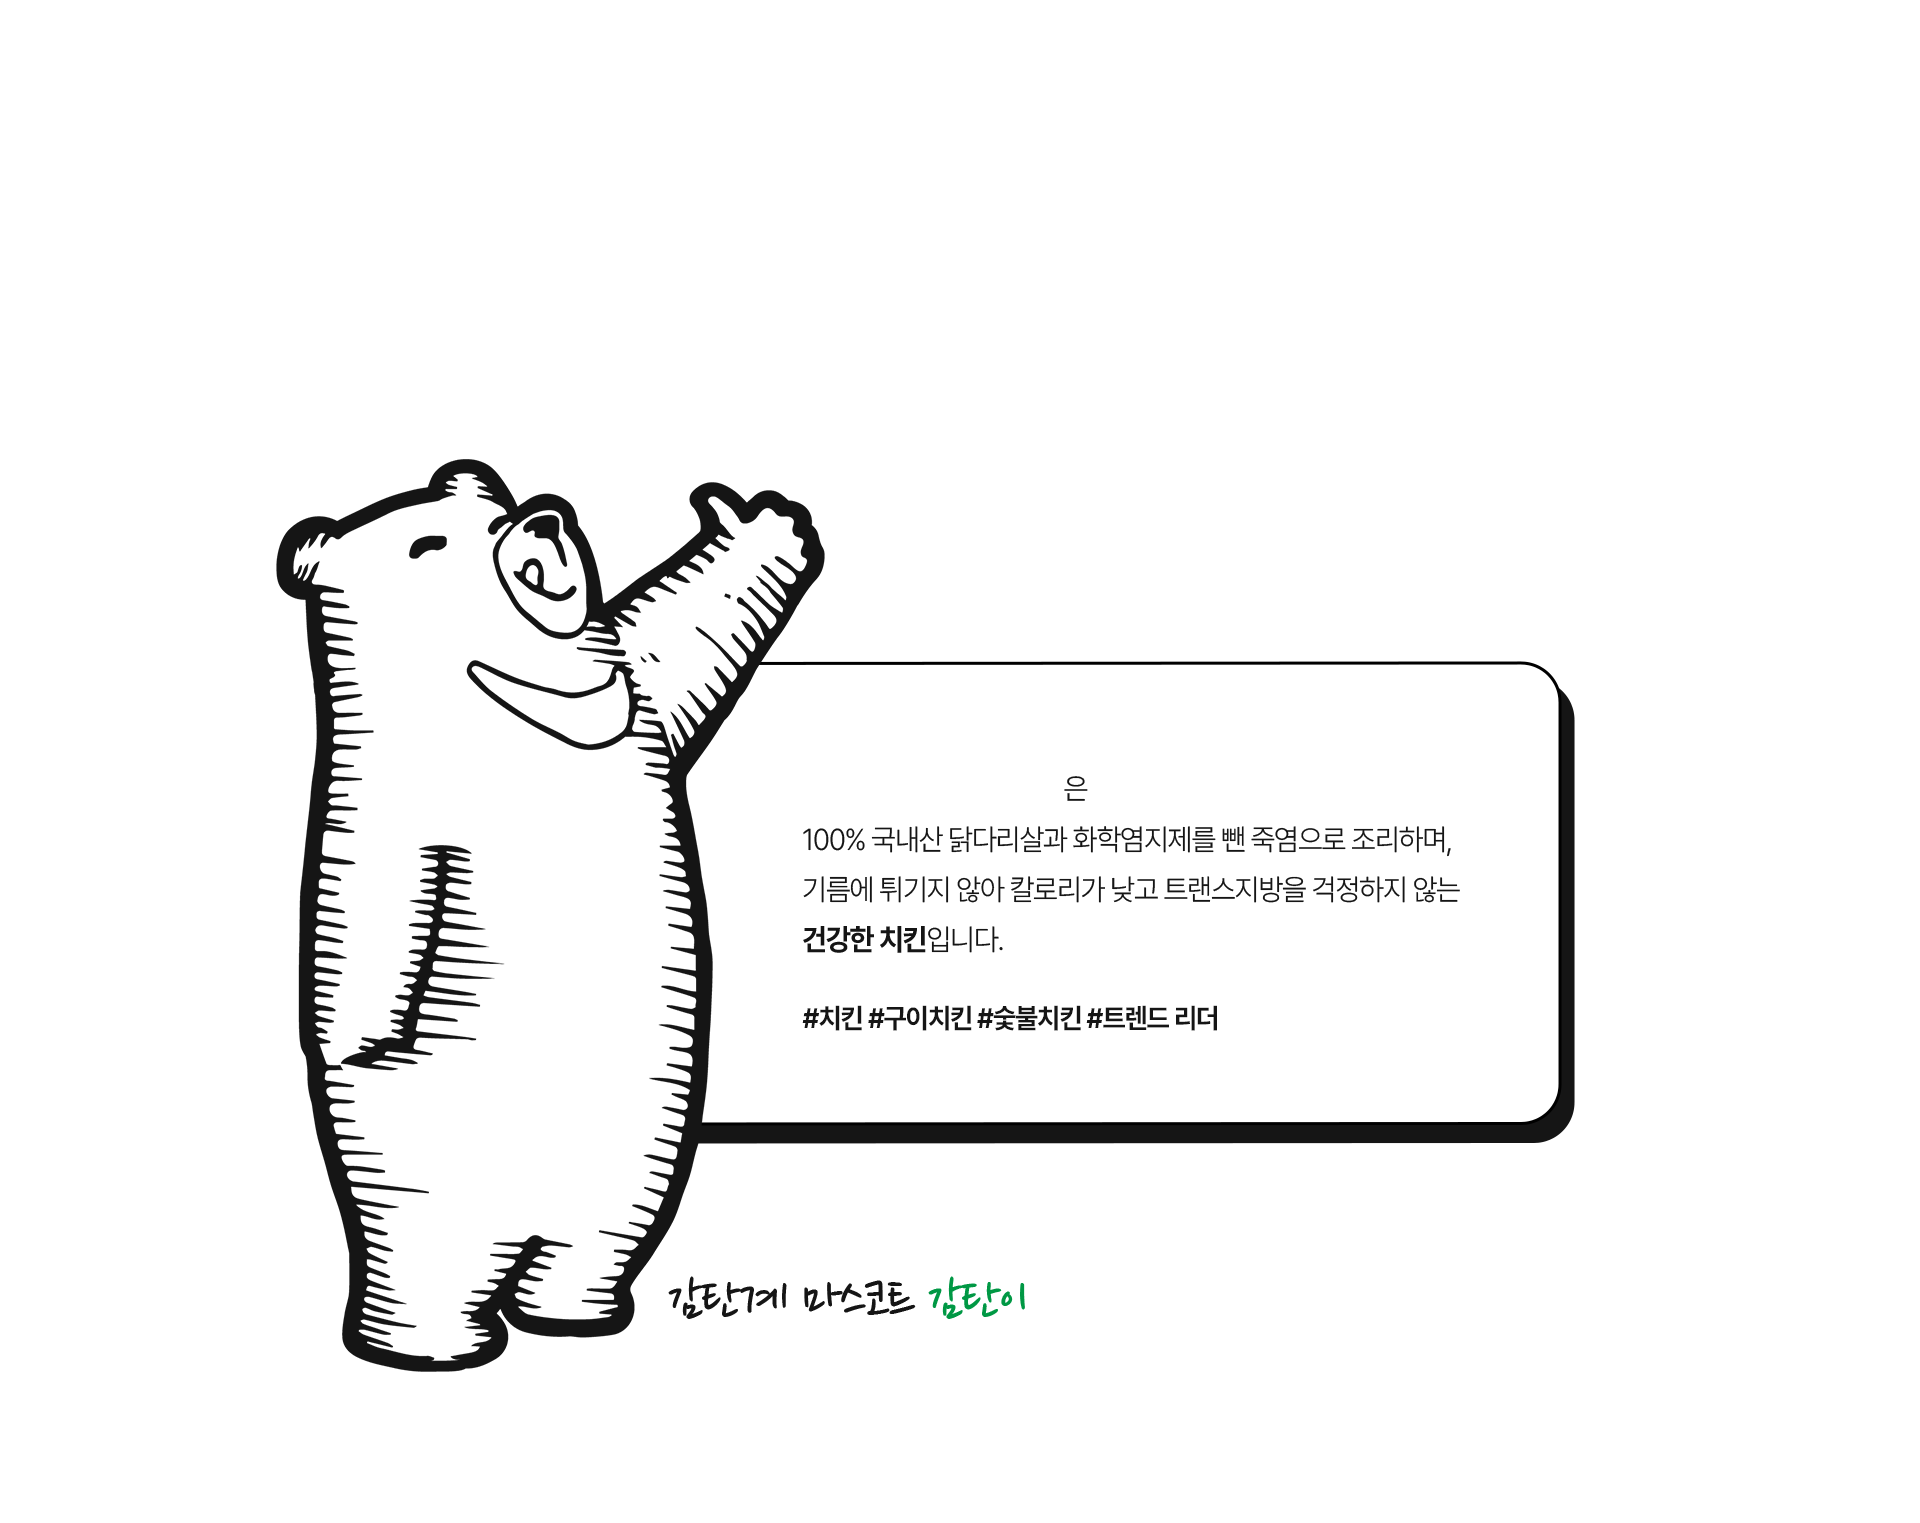 은
100% 국내산 닭다리살과 화학염지제를 뺀 죽염으로 조리하며,
기름에 튀기지 않아 칼로리가 낮고 트랜스지방을 걱정하지 않는
건강한 치킨입니다.
#치킨 #구이치킨 #숯불치킨 #트렌드 리더
감탄계 마스코트 감탄이